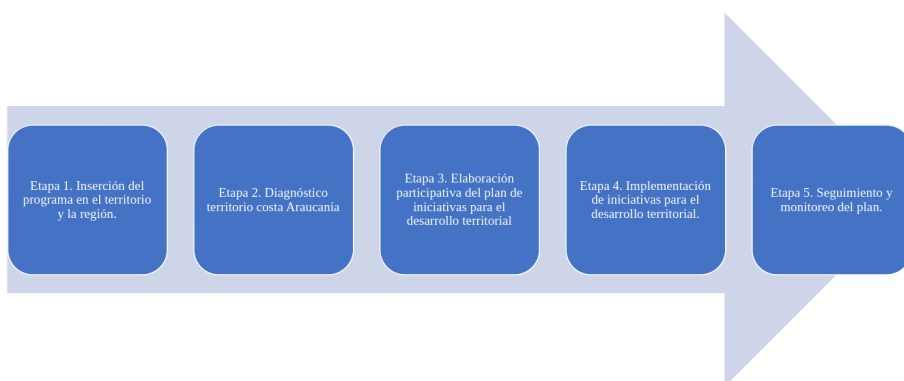 Etapa 1. Inserción del
programa en el territorio
y la región.
Etapa 2. Diagnóstico
territorio costa Araucanía
Etapa 3. Elaboración
participativa del plan de
iniciativas para el
desarrollo territorial
Etapa 4. Implementación
de iniciativas para el
desarrollo territorial.
Etapa 5. Seguimiento y
monitoreo del plan.